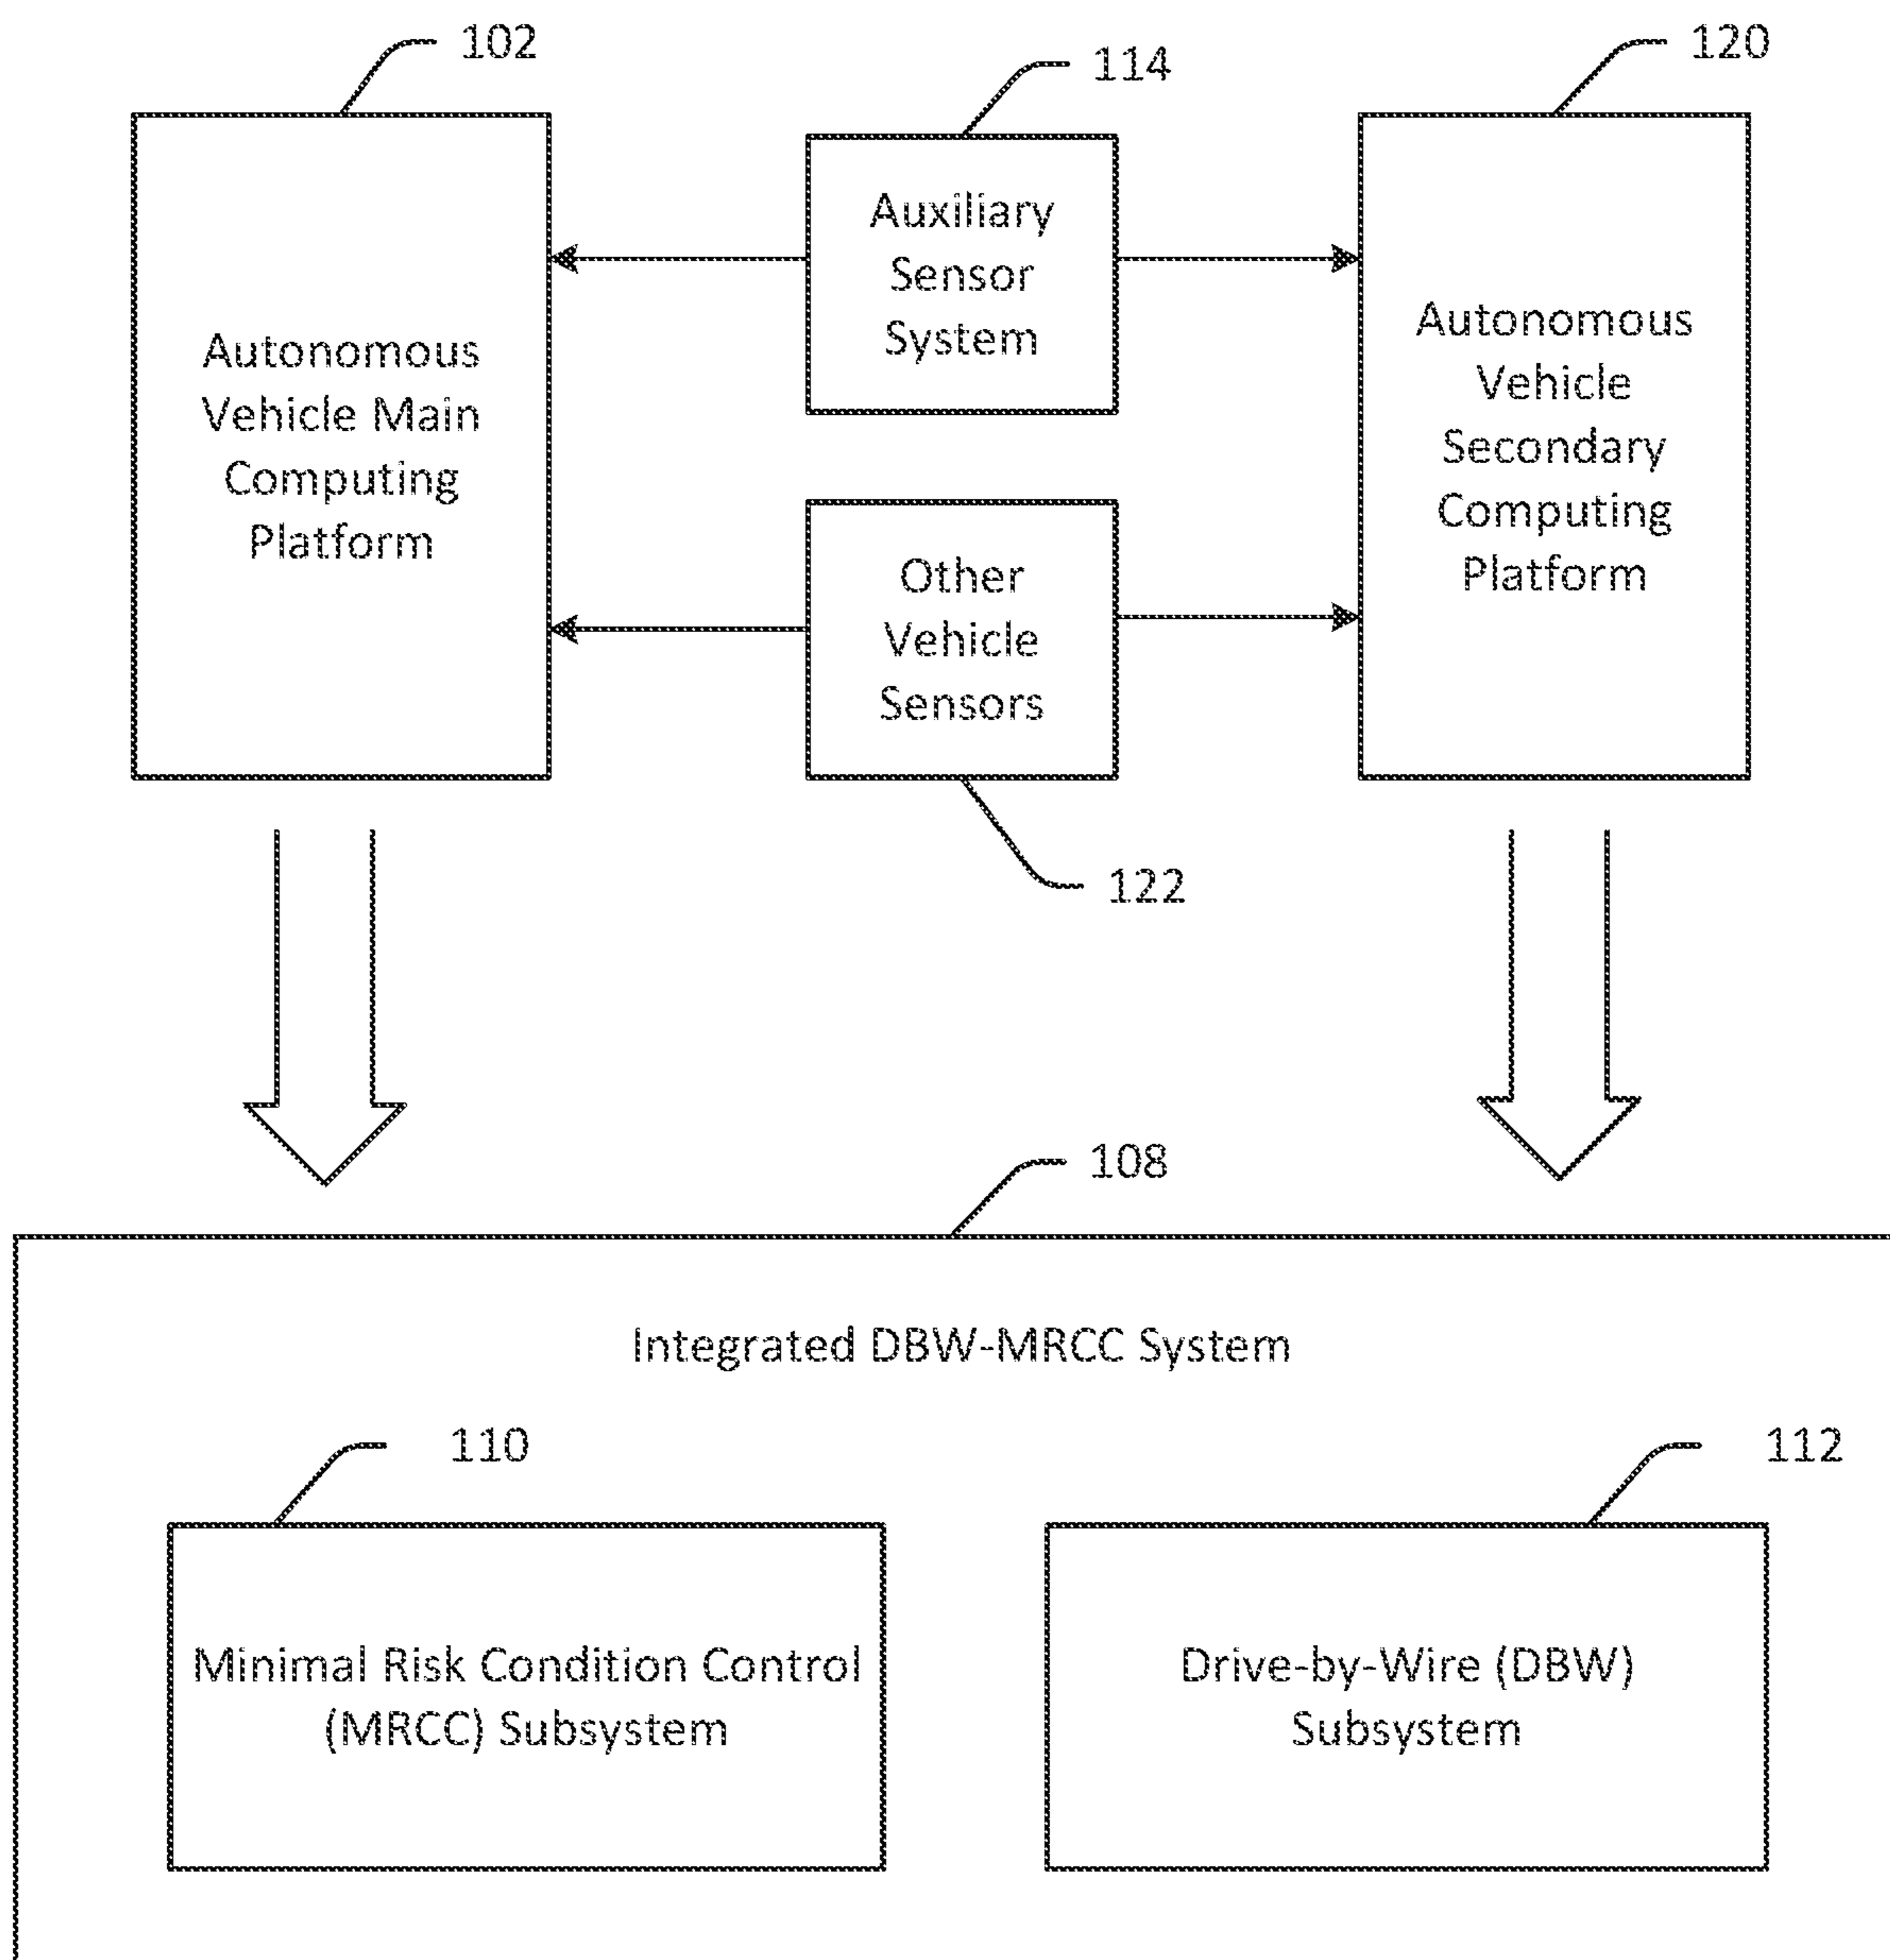 102
114
120
Autonomous
Vehicle Main
Computing
Platform
Auxiliary
Sensor
System
Other
Vehicle
Sensors
122
Autonomous
Vehicle
Secondary
Computing
Platform
108
Integrated DBW-MRCC System
110
112
Minimal Risk Condition Control
(MRCC) Subsystem
Drive-by-Wire (DBW)
Subsystem